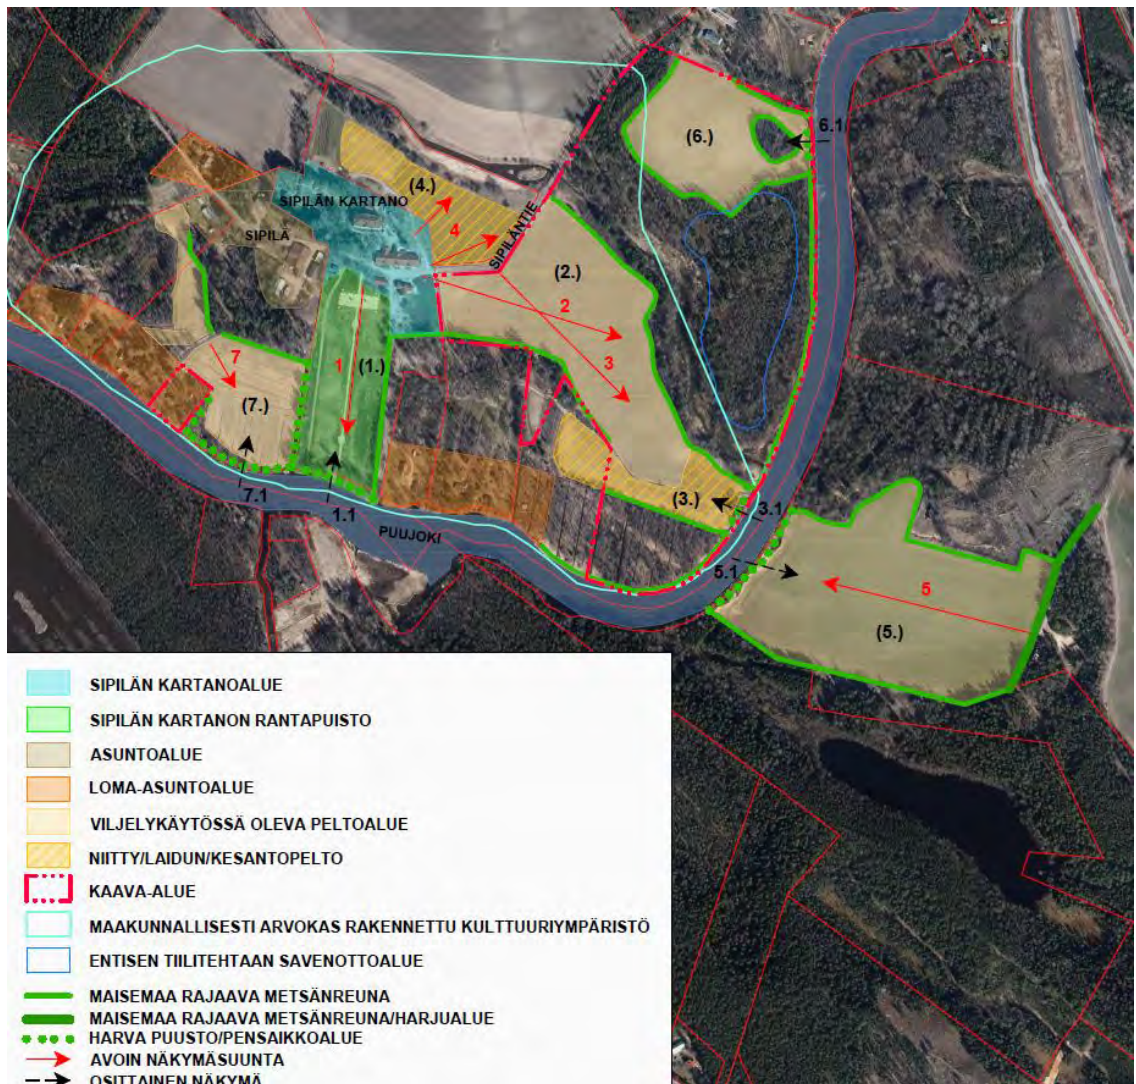 (6.)
6.1
(4.)
SIPILÄN KARTANO
4
SIPILÄ
SIPILÄNTIE
(2.)
2
3
7
1
(1.)
(7.)
(3.)
3.1
7.1
1.1
PUUJOKI
5.1
5
(5.)
SIPILÄN KARTANOALUE
SIPILÄN KARTANON RANTAPUISTO
ASUNTOALUE
LOMA-ASUNTOALUE
VILJELYKÄYTÖSSÄ OLEVA PELTOALUE
NIITTY/LAIDUN/KESANTOPELTO
KAAVA-ALUE
MAAKUNNALLISESTI ARVOKAS RAKENNETTU KULTTUURIYMPÄRISTÖ
ENTISEN TIILITEHTAAN SAVENOTTOALUE
MAISEMAA RAJAAVA METSÄNREUNA
MAISEMAA RAJAAVA METSÄNREUNA/HARJUALUE
HARVA PUUSTO/PENSAIKKOALUE
AVOIN NÄKYMÄSUUNTA
OSITTAINEN NÄKYMÄ